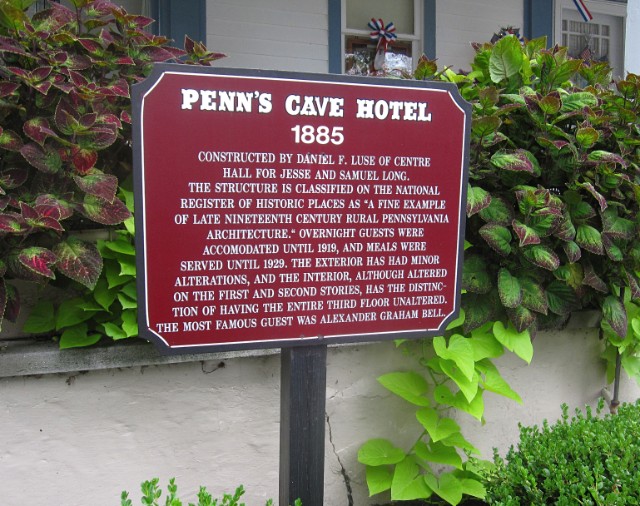 PENN'S CAVE HOTEL
1885
CONSTRUCTED BY DANIEL F. LUSE OF CENTRE
HALL FOR JESSE AND SAMUEL LONG.
THE STRUCTURE IS CLASSIFIED ON THE NATIONAL
REGISTER OF HISTORIC PLACES AS "A FINE EXAMPLE
OF LATE NINETEENTH CENTURY RURAL PENNSYLVANIA
ARCHITECTURE." OVERNIGHT GUESTS WERE
ACCOMODATED UNTIL 1919, AND MEALS WERE
SERVED UNTIL 1929. THE EXTERIOR HAS HAD MINOR
ALTERATIONS, AND THE INTERIOR, ALTHOUGH ALTERED
ON THE FIRST AND SECOND STORIES, HAS THE DISTINC-
TION OF HAVING THE ENTIRE THIRD FLOOR UNALTERED.
THE MOST FAMOUS GUEST WAS ALEXANDER GRAHAM BELL.